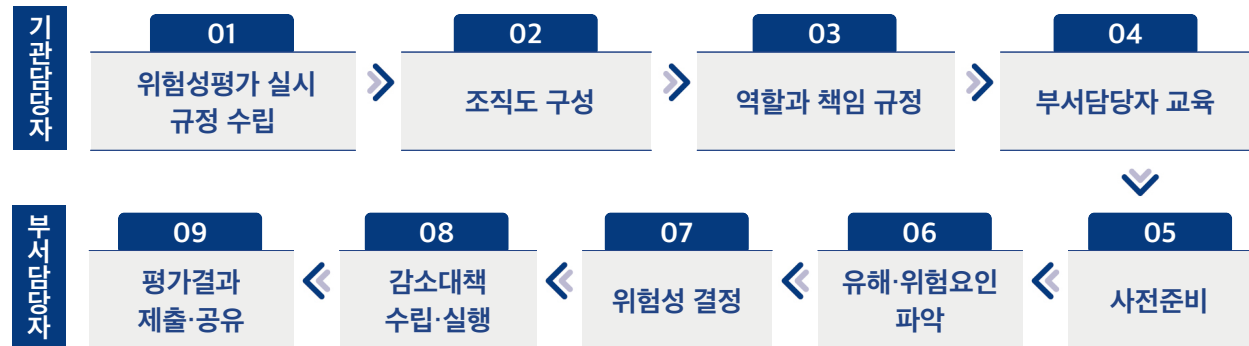 기관담당자
01
위험성평가 실시
규정 수립
02
조직도 구성
03
역할과 책임 규정
04
부서담당자 교육
부서담당자
05
사전준비
06
유해·위험요인
파악
07
위험성 결정
08
감소대책
수립·실행
09
평가결과
제출·공유